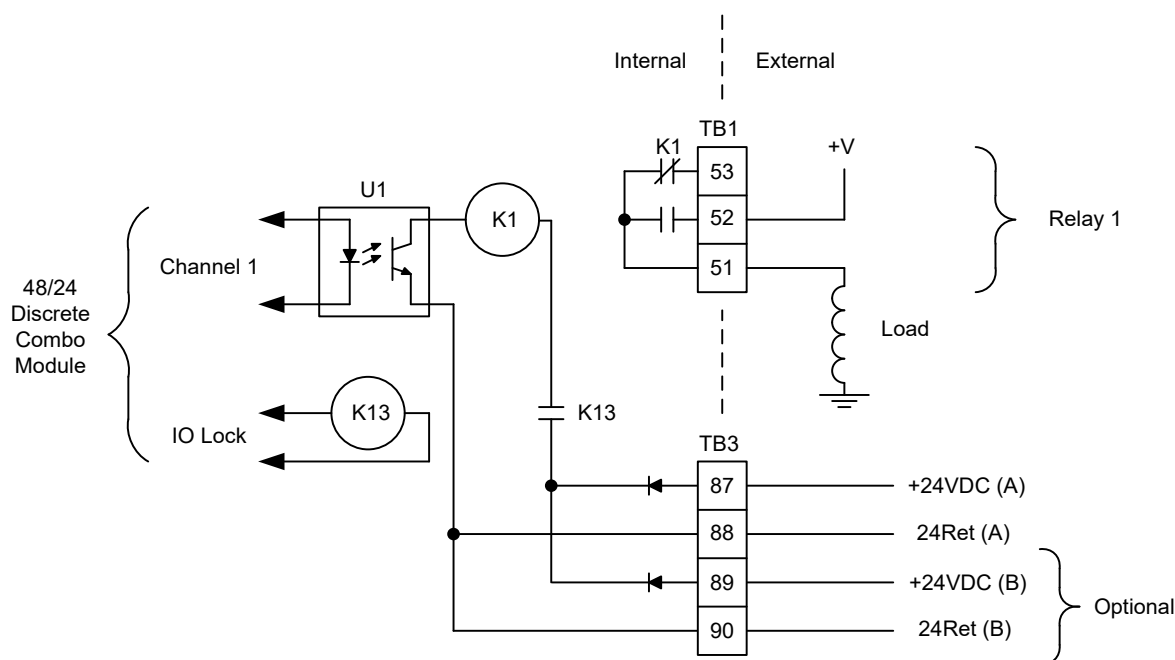 Internal
External
TB1
K1
53
+V
U1
52
K1
Relay 1
51
Channel 1
48/24
Discrete
Combo
Module
Load
K13
K13
IO Lock
TB3
87
+24VDC (A)
88
24Ret (A)
89
+24VDC (B)
Optional
90
24Ret (B)